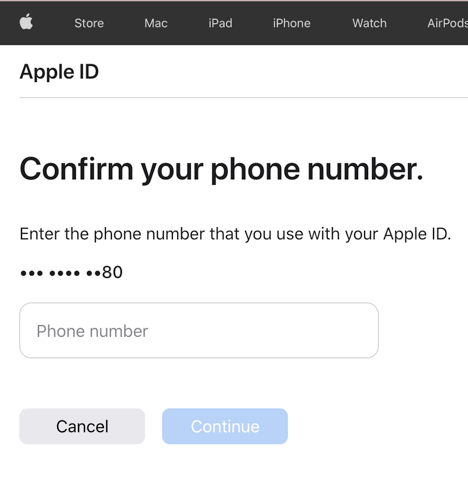 Store Mac iPad iPhone Watch AirPods
Apple ID
Confirm your phone number.
Enter the phone number that you use with your Apple ID.
••• •••• ••80
Phone number
Cancel Continue